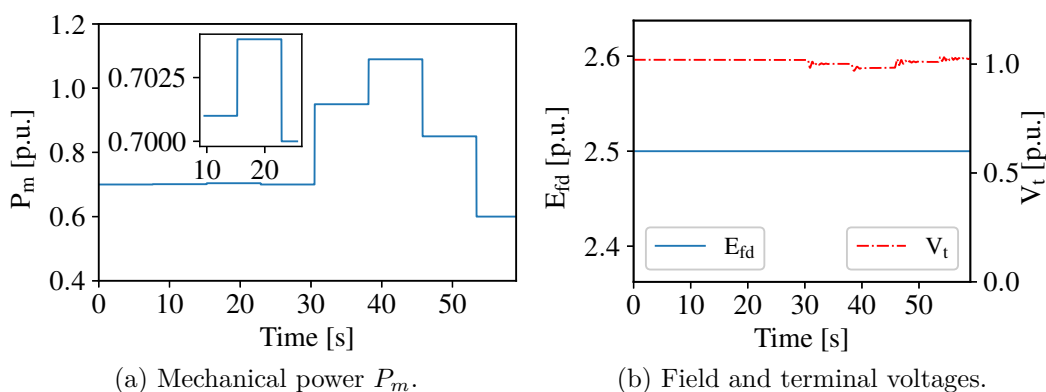 1.2
1.0
0.8
0.6
0.4
P_m [p.u.]
0.7025
0.7000
10 20
0 10 20 30 40 50
Time [s]
(a) Mechanical power P_m.
2.6
2.5
2.4
E_fd [p.u.]
E_fd
V_t
1.0
0.5
0.0
V_t [p.u.]
0 10 20 30 40 50
Time [s]
(b) Field and terminal voltages.